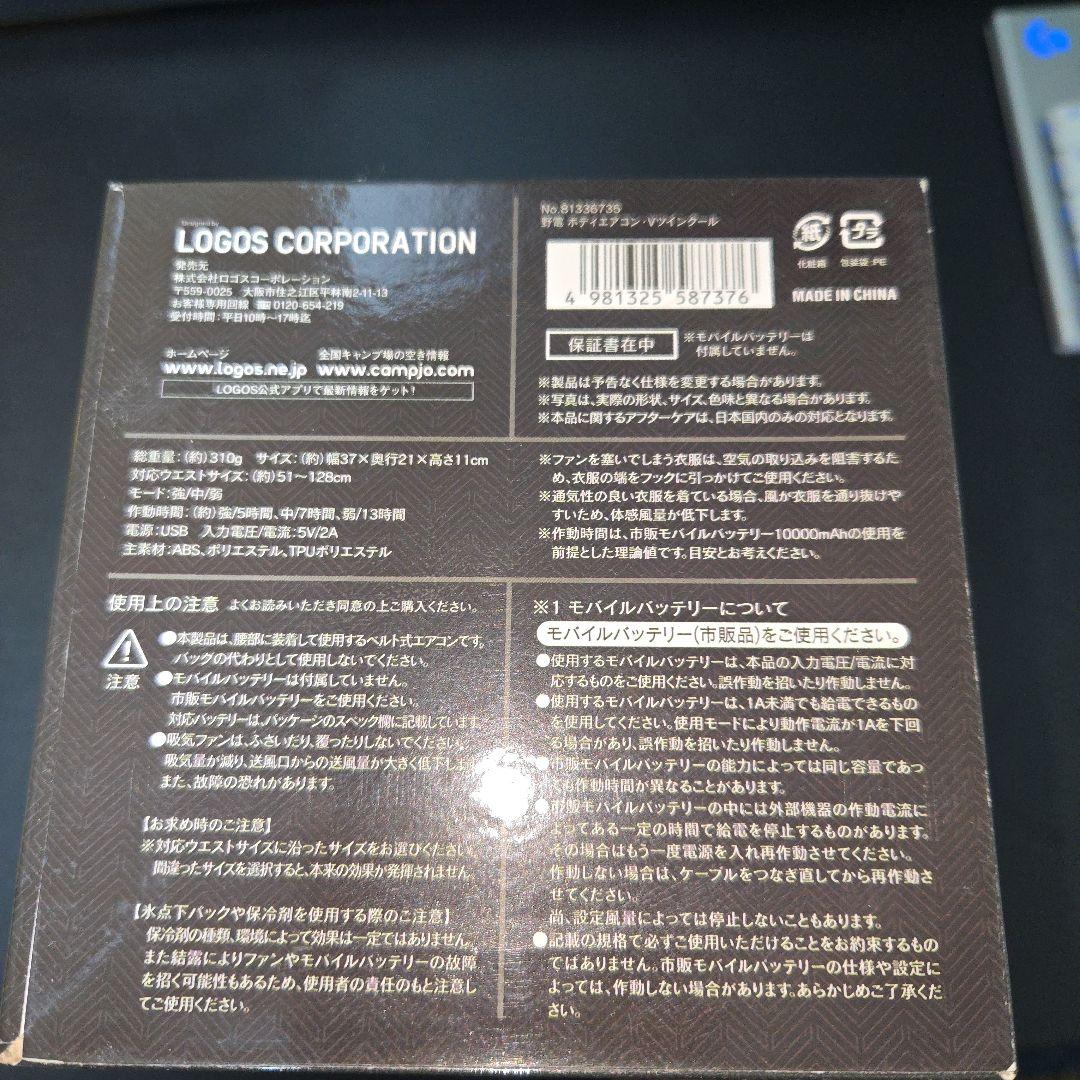 Designed by
LOGOS CORPORATION
発売元
株式会社ロゴスコーポレーション
〒559-0025 大阪市住之江区平林南2-11-13
お客様専用回線 0120-654-219
受付時間：平日10時～17時迄
ホームページ 全国キャンプ場の空き情報
www.logos.ne.jp www.campjo.com
LOGOS公式アプリで最新情報をゲット！
No.81336735
野電 ボディエアコン・Vツインクール
4 981325 587376
紙 プラ
化粧箱 包装袋:PE
MADE IN CHINA
保証書在中
※モバイルバッテリーは
付属していません。
※製品は予告なく仕様を変更する場合があります。
※写真は、実際の形状、サイズ、色味と異なる場合があります。
※本品に関するアフターケアは、日本国内のみの対応となります。
総重量：(約)310g サイズ：(約)幅37×奥行21×高さ11cm
対応ウエストサイズ：(約)51～128cm
モード：強/中/弱
作動時間：(約)強/5時間、中/7時間、弱/13時間
電源：USB 入力電圧/電流：5V/2A
主素材：ABS、ポリエステル、TPUポリエステル
※ファンを塞いでしまう衣服は、空気の取り込みを阻害するた
め、衣服の端をフックに引っかけてご使用ください。
※通気性の良い衣服を着ている場合、風が衣服を通り抜けや
すいため、体感風量が低下します。
※作動時間は、市販モバイルバッテリー10000mAhの使用を
前提とした理論値です。目安とお考えください。
使用上の注意 よくお読みいただき同意の上ご購入ください。
注意
●本製品は、腰部に装着して使用するベルト式エアコンです。
バッグの代わりとして使用しないでください。
●モバイルバッテリーは付属していません。
市販モバイルバッテリーをご使用ください。
対応バッテリーは、パッケージのスペック欄に記載しています
●吸気ファンは、ふさいだり、覆ったりしないでください。
吸気量が減り、送風口からの送風量が大きく低下しま
また、故障の恐れがあります。
【お求め時のご注意】
※対応ウエストサイズに沿ったサイズをお選びください
間違ったサイズを選択すると、本来の効果が発揮されません
【氷点下パックや保冷剤を使用する際のご注意】
保冷剤の種類、環境によって効果は一定ではありません。
また結露によりファンやモバイルバッテリーの故障
を招く可能性もあるため、使用者の責任のもと注意し
てご使用ください。
※1 モバイルバッテリーについて
モバイルバッテリー(市販品)をご使用ください。
●使用するモバイルバッテリーは、本品の入力電圧/電流に対
応するものをご使用ください。誤作動を招いたり作動しません。
●使用するモバイルバッテリーは、1A未満でも給電できるもの
を使用してください。使用モードにより動作電流が1Aを下回
る場合があり、誤作動を招いたり作動しません。
●市販モバイルバッテリーの能力によっては同じ容量であっ
ても作動時間が異なることがあります。
●市販モバイルバッテリーの中には外部機器の作動電流に
よってある一定の時間で給電を停止するものがあります。
その場合はもう一度電源を入れ再作動させてください。
作動しない場合は、ケーブルをつなぎ直してから再作動さ
せてください。
尚、設定風量によっては停止しないこともあります。
●記載の規格で必ずご使用いただけることをお約束するもの
ではありません。市販モバイルバッテリーの仕様や設定に
よっては、作動しない場合があります。あらかじめご了承くだ
さい。